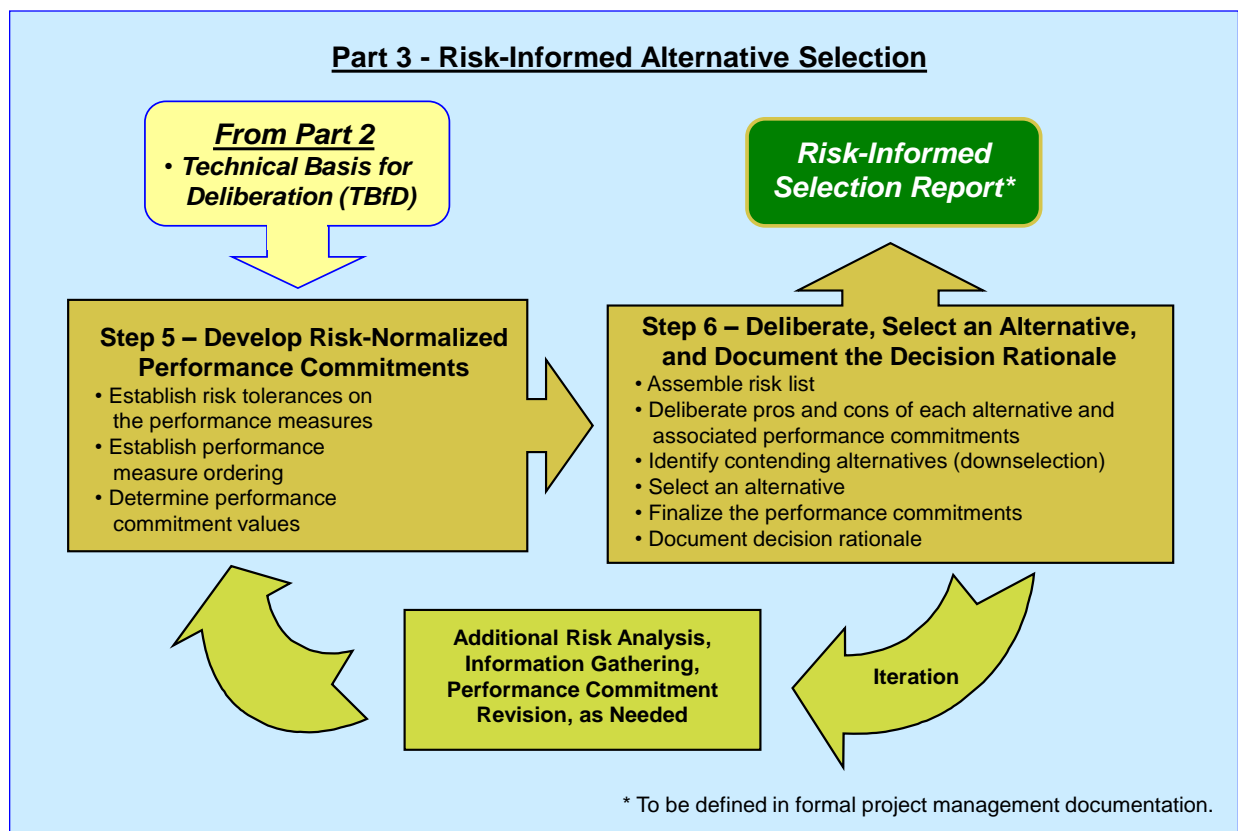 Part 3 - Risk-Informed Alternative Selection
From Part 2
• Technical Basis for
Deliberation (TBfD)
Risk-Informed
Selection Report*
Step 5 – Develop Risk-Normalized
Performance Commitments
• Establish risk tolerances on
the performance measures
• Establish performance
measure ordering
• Determine performance
commitment values
Step 6 – Deliberate, Select an Alternative,
and Document the Decision Rationale
• Assemble risk list
• Deliberate pros and cons of each alternative and
associated performance commitments
• Identify contending alternatives (downselection)
• Select an alternative
• Finalize the performance commitments
• Document decision rationale
Additional Risk Analysis,
Information Gathering,
Performance Commitment
Revision, as Needed
Iteration
* To be defined in formal project management documentation.